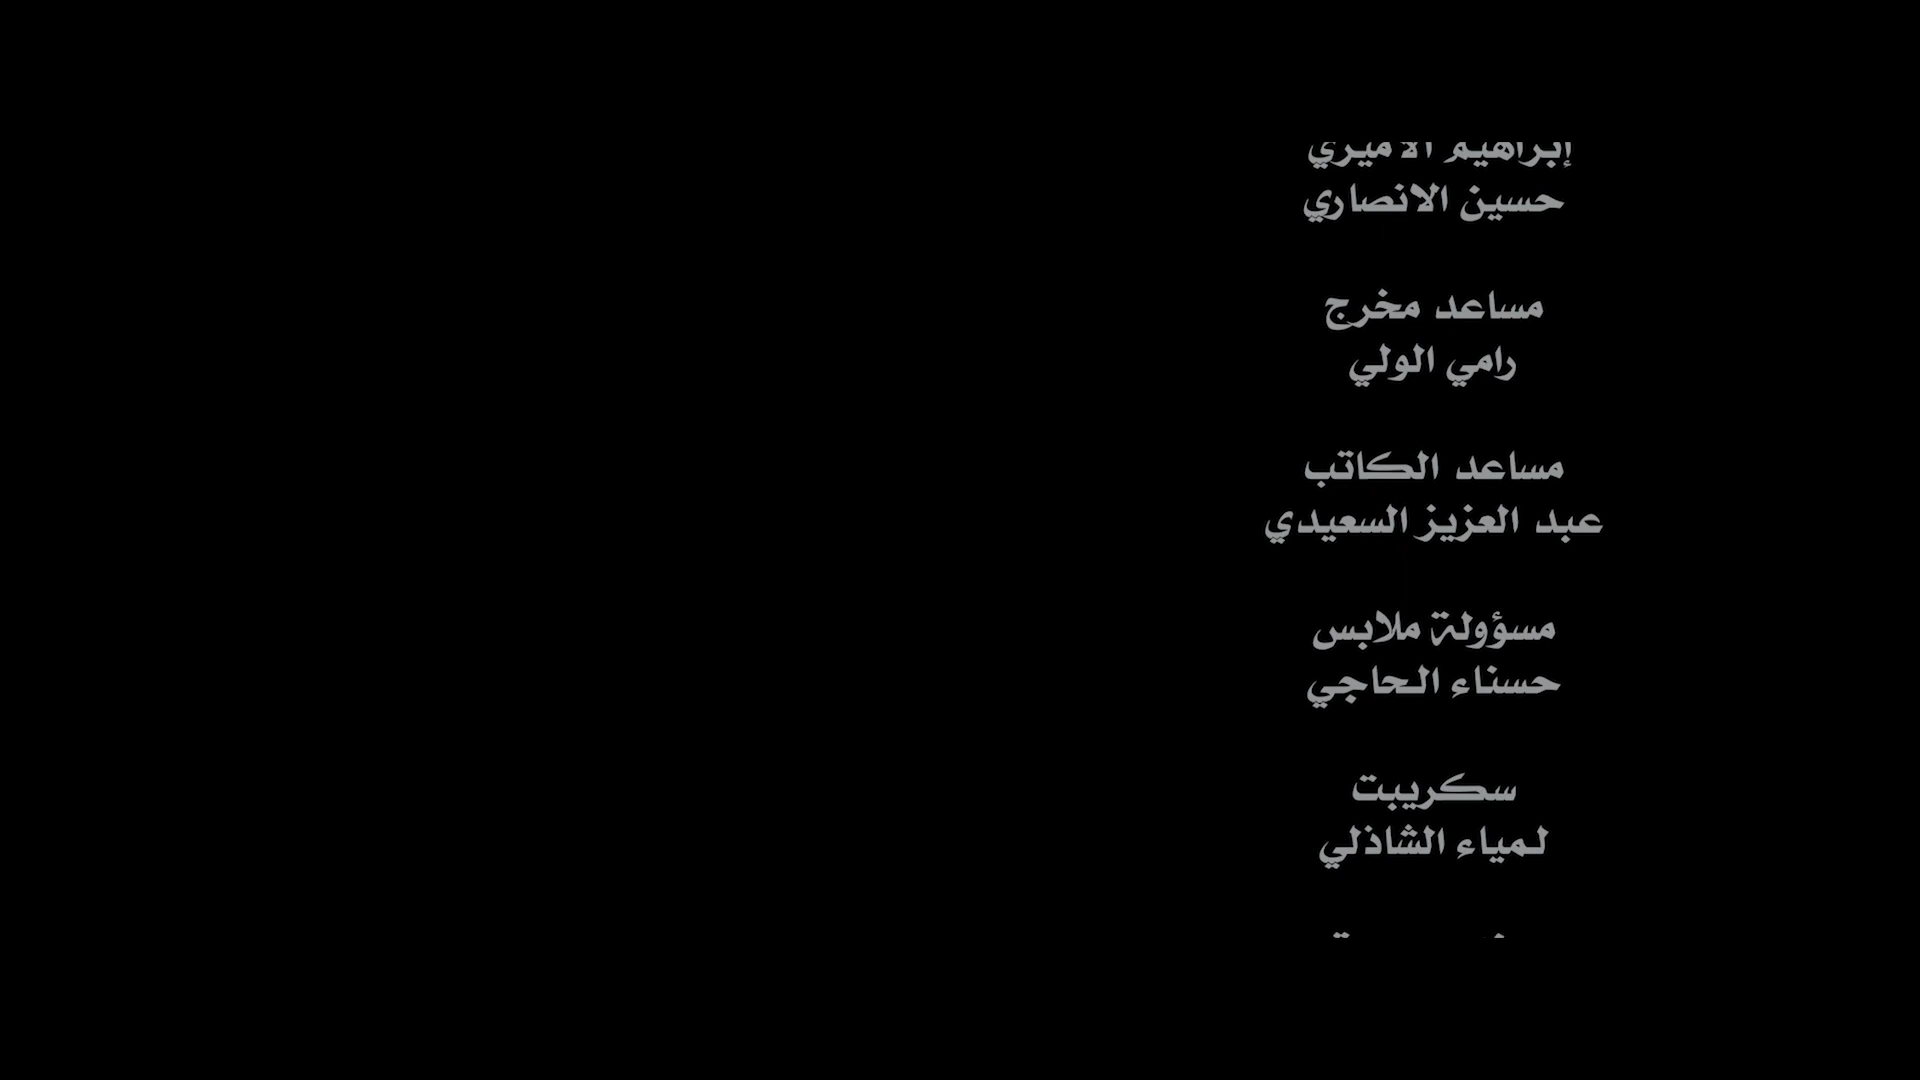 إبراهيم الاميري
حسين الانصاري
مساعد مخرج
رامي الولي
مساعد الكاتب
عبد العزيز السعيدي
مسؤولة ملابس
حسناء الحاجي
سكريبت
لمياء الشاذلي